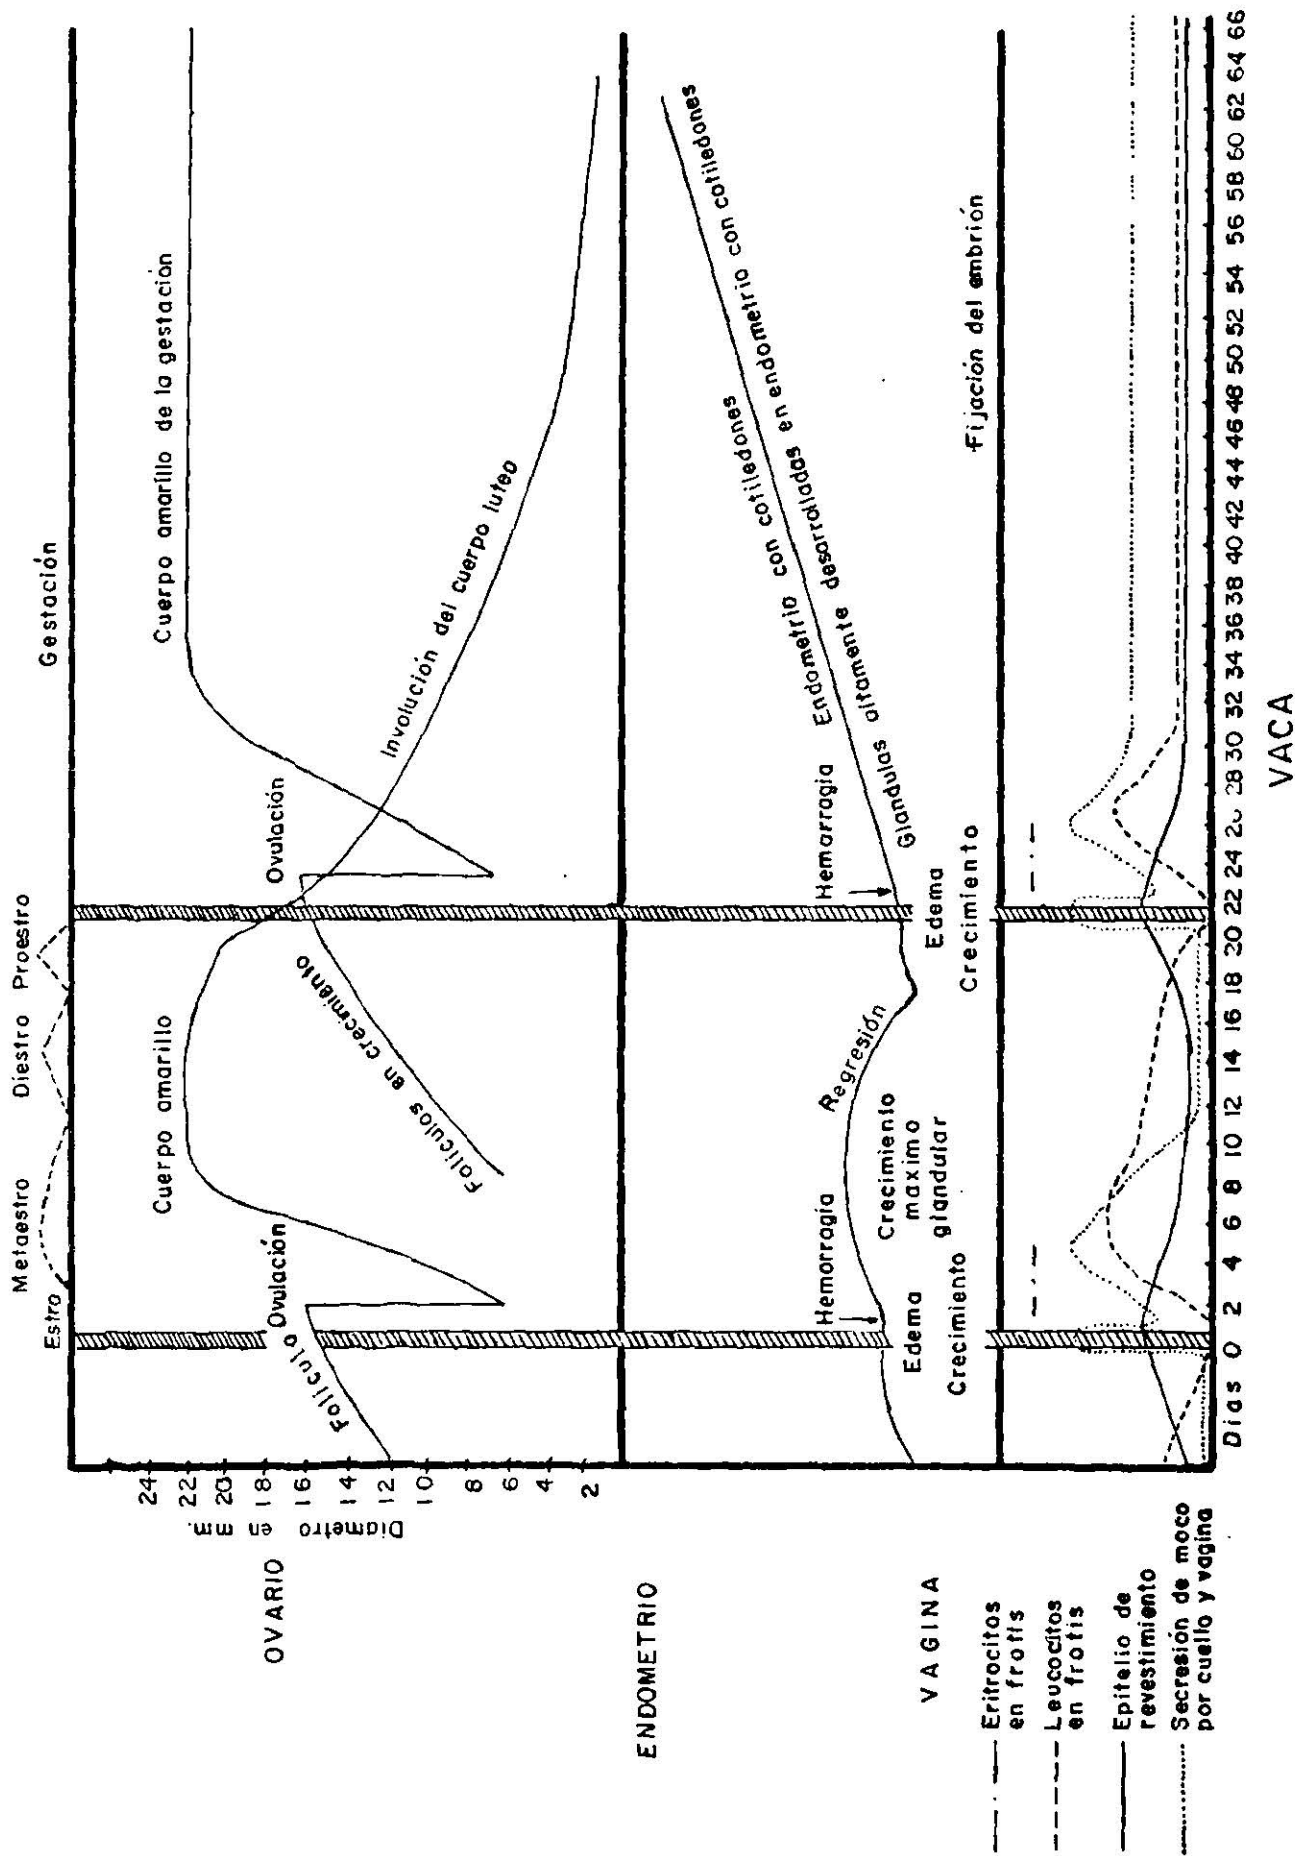 Gestación
Estro
Metaestro
Diestro
Proestro
OVARIO
Diametro en mm.
24
22
20
18
16
14
12
10
8
6
4
2
Folículo
Ovulación
Cuerpo amarillo
Folículos en crecimiento
Ovulación
Cuerpo amarillo de la gestación
Involución del cuerpo luteo
ENDOMETRIO
Hemorragia
Edema
Crecimiento
Crecimiento
maximo
glandular
Regresión
Hemarragia
Edema
Crecimiento
Endometrio con cotiledones
Glandulas altamente desarrolladas en endometrio con cotiledones
Fijación del embrión
VAGINA
Eritrocitos
en frotis
Leucocitos
en frotis
Epitelio de
revestimiento
Secresión de moco
por cuello y vagina
Dias 0 2 4 6 8 10 12 14 16 18 20 22 24 26 28 30 32 34 36 38 40 42 44 46 48 50 52 54 56 58 60 62 64 66
VACA